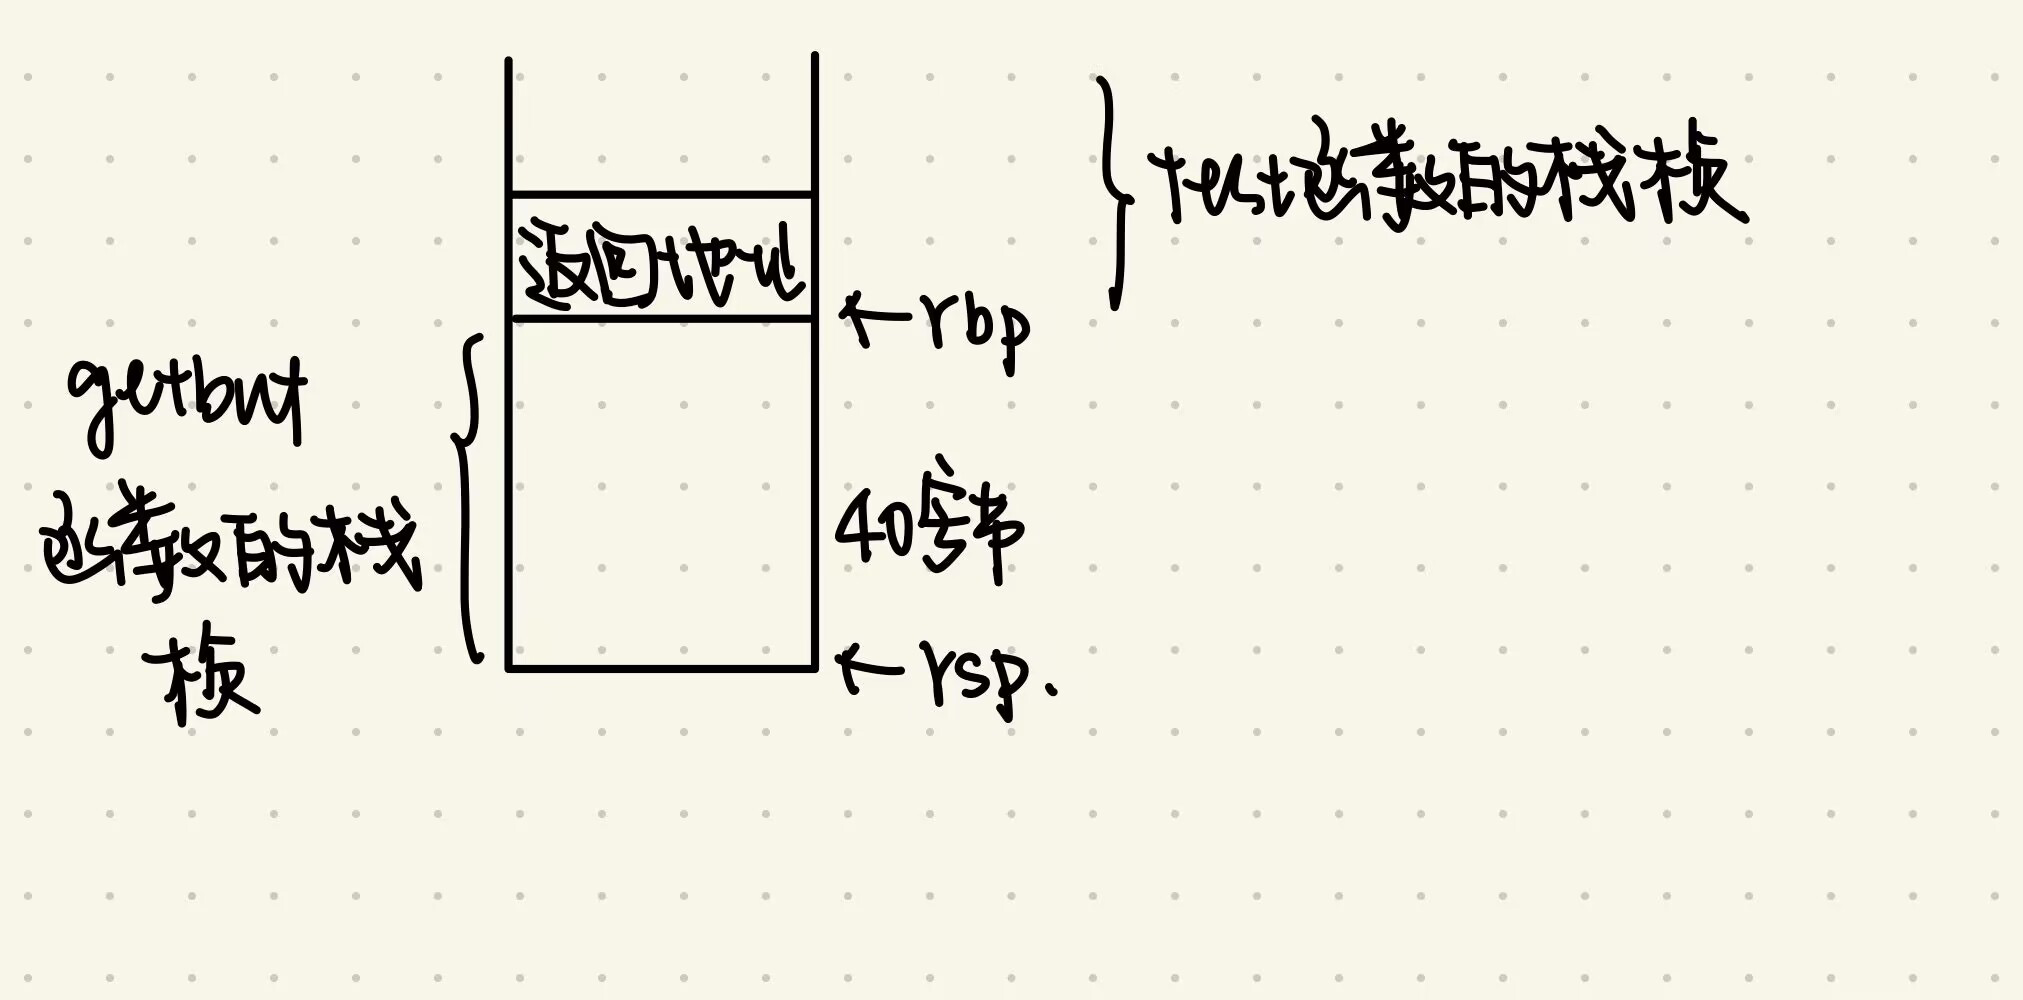 test函数的栈桢
返回地址
←rbp
getbuf
函数的栈
桢
40字节
←rsp.